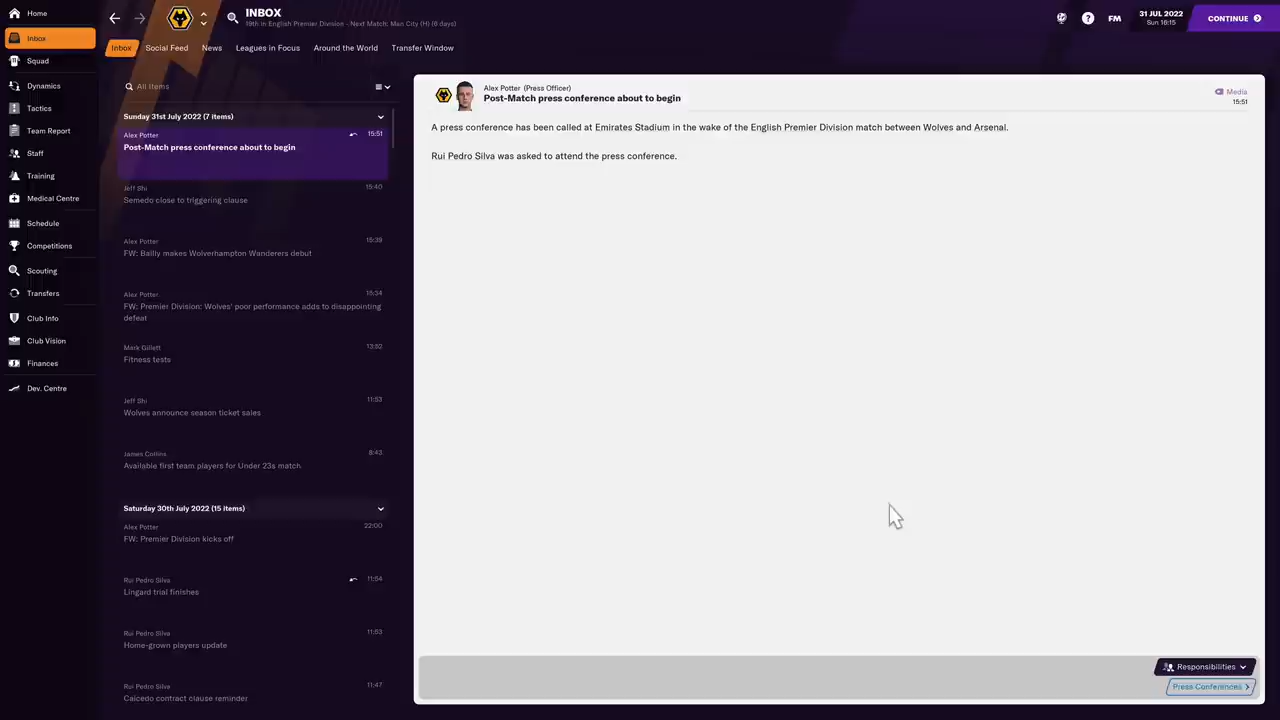 Home
Inbox
Squad
Dynamics
Tactics
Team Report
Staff
Training
Medical Centre
Schedule
Competitions
Scouting
Transfers
Club Info
Club Vision
Finances
Dev. Centre
INBOX
19th in English Premier Division - Next Match: Man City (H) (6 days)
FM
31 JUL 2022
Sun 16:15
CONTINUE
Inbox
Social Feed
News
Leagues in Focus
Around the World
Transfer Window
All Items
Sunday 31st July 2022 (7 items)
Alex Potter 15:51
Post-Match press conference about to begin
Jeff Shi 15:40
Semedo close to triggering clause
Alex Potter 15:39
FW: Bailly makes Wolverhampton Wanderers debut
Alex Potter 15:34
FW: Premier Division: Wolves' poor performance adds to disappointing
defeat
Mark Gillett 13:52
Fitness tests
Jeff Shi 11:53
Wolves announce season ticket sales
James Collins 8:43
Available first team players for Under 23s match
Saturday 30th July 2022 (15 items)
Alex Potter 22:00
FW: Premier Division kicks off
Rui Pedro Silva 11:54
Lingard trial finishes
Rui Pedro Silva 11:53
Home-grown players update
Rui Pedro Silva 11:47
Caicedo contract clause reminder
Alex Potter (Press Officer)
Post-Match press conference about to begin
Media
15:51
A press conference has been called at Emirates Stadium in the wake of the English Premier Division match between Wolves and Arsenal.
Rui Pedro Silva was asked to attend the press conference.
Responsibilities
Press Conferences